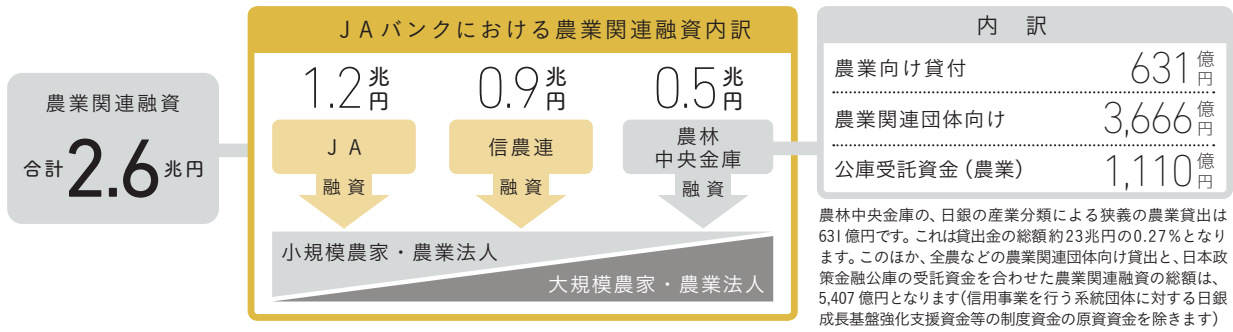 農業関連融資
合計2.6兆円
JAバンクにおける農業関連融資内訳
1.2兆円
0.9兆円
0.5兆円
JA
信農連
農林
中央金庫
融資
融資
融資
小規模農家・農業法人
大規模農家・農業法人
内訳
農業向け貸付 631億円
農業関連団体向け 3,666億円
公庫受託資金(農業) 1,110億円
農林中央金庫の、日銀の産業分類による狭義の農業貸出は
631億円です。これは貸出金の総額約23兆円の0.27%となり
ます。このほか、全農などの農業関連団体向け貸出と、日本政
策金融公庫の受託資金を合わせた農業関連融資の総額は、
5,407億円となります(信用事業を行う系統団体に対する日銀
成長基盤強化支援資金等の制度資金の原資資金を除きます)